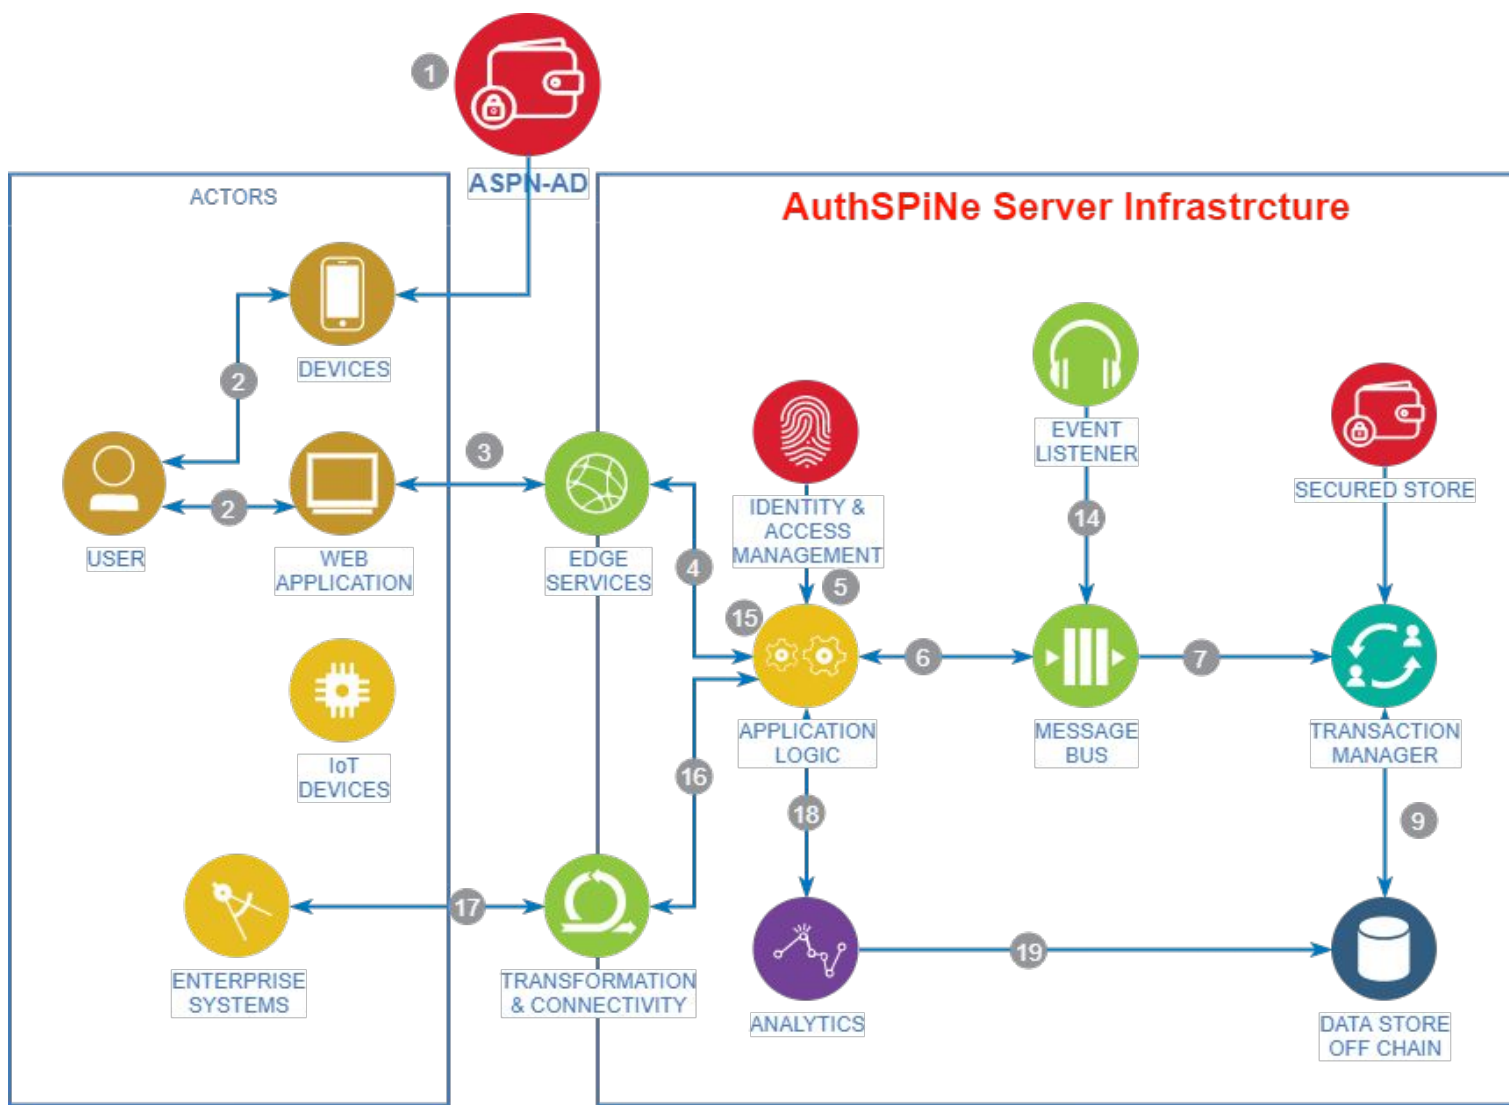 1
ASPN-AD
ACTORS
AuthSPiNe Server Infrastrcture
DEVICES
2
USER
2
WEB
APPLICATION
3
EDGE
SERVICES
4
IDENTITY &
ACCESS
MANAGEMENT
5
15
EVENT
LISTENER
14
SECURED STORE
6
7
APPLICATION
LOGIC
MESSAGE
BUS
TRANSACTION
MANAGER
IoT
DEVICES
16
18
9
ENTERPRISE
SYSTEMS
17
TRANSFORMATION
& CONNECTIVITY
ANALYTICS
19
DATA STORE
OFF CHAIN